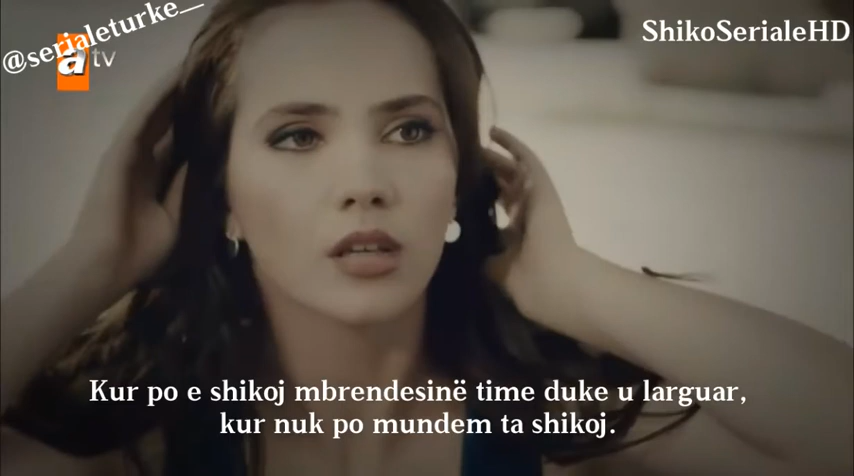 @serialeturke__
ShikoSerialeHD
atv
Kur po e shikoj mbrendesinë time duke u larguar,
kur nuk po mundem ta shikoj.